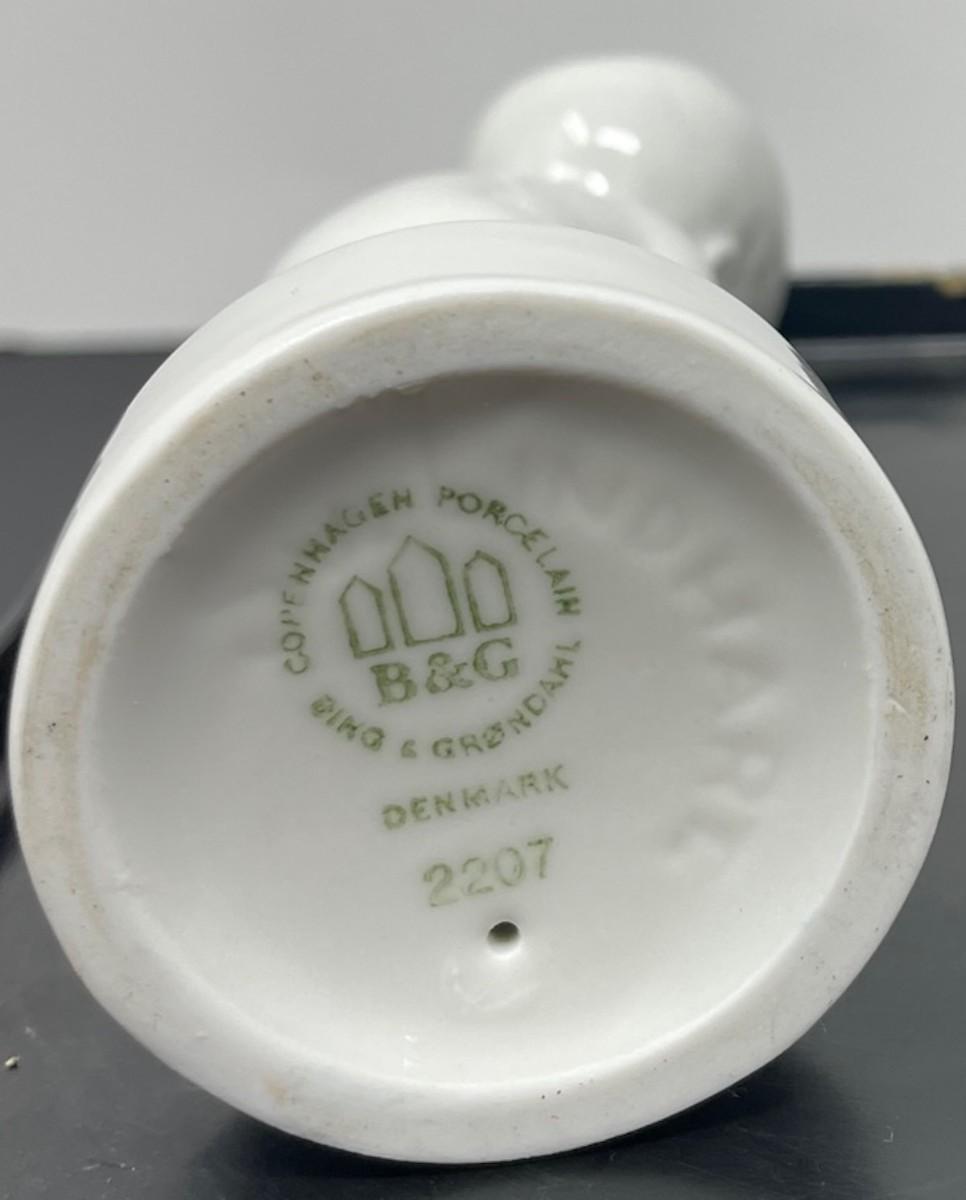 COPENHAGEN PORCELAIN
B&G
BING & GRØNDAHL
DENMARK
2207